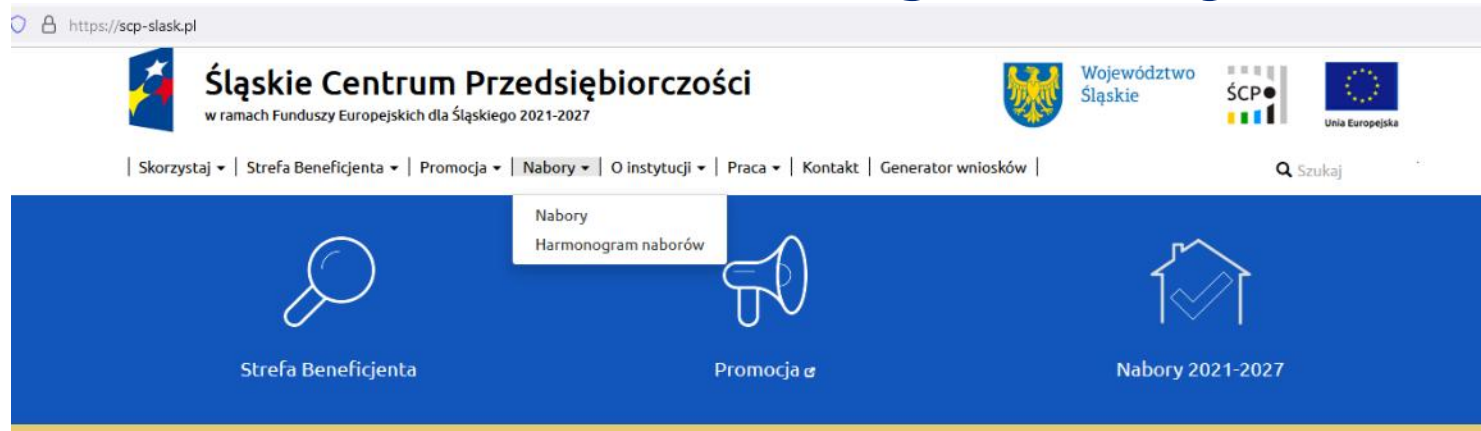 https://scp-slask.pl
Śląskie Centrum Przedsiębiorczości
w ramach Funduszy Europejskich dla Śląskiego 2021-2027
Województwo
Śląskie
ŚCP
Unia Europejska
Skorzystaj | Strefa Beneficjenta | Promocja | Nabory | O instytucji | Praca | Kontakt | Generator wniosków |
Szukaj
Nabory
Harmonogram naborów
Strefa Beneficjenta
Promocja
Nabory 2021-2027